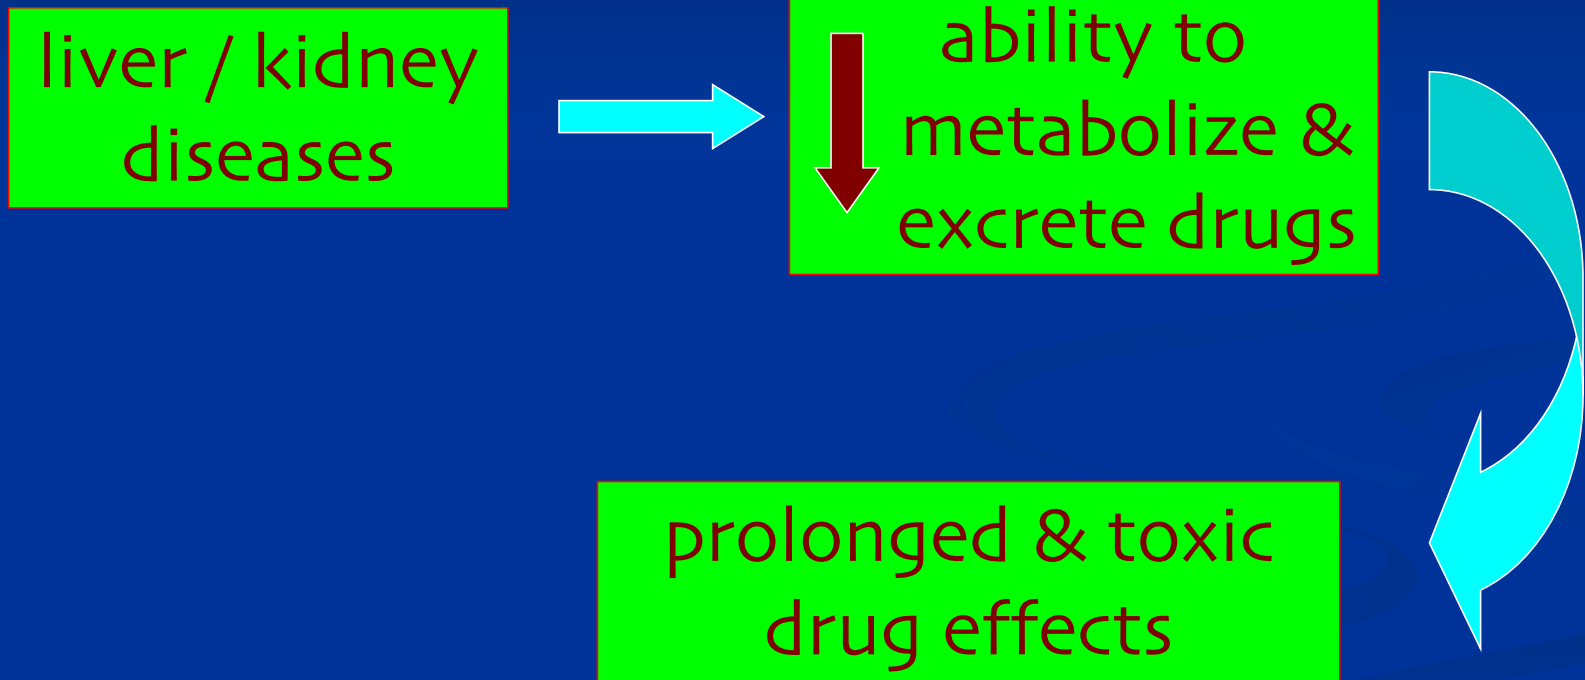 liver / kidney
diseases
ability to
metabolize &
excrete drugs
prolonged & toxic
drug effects